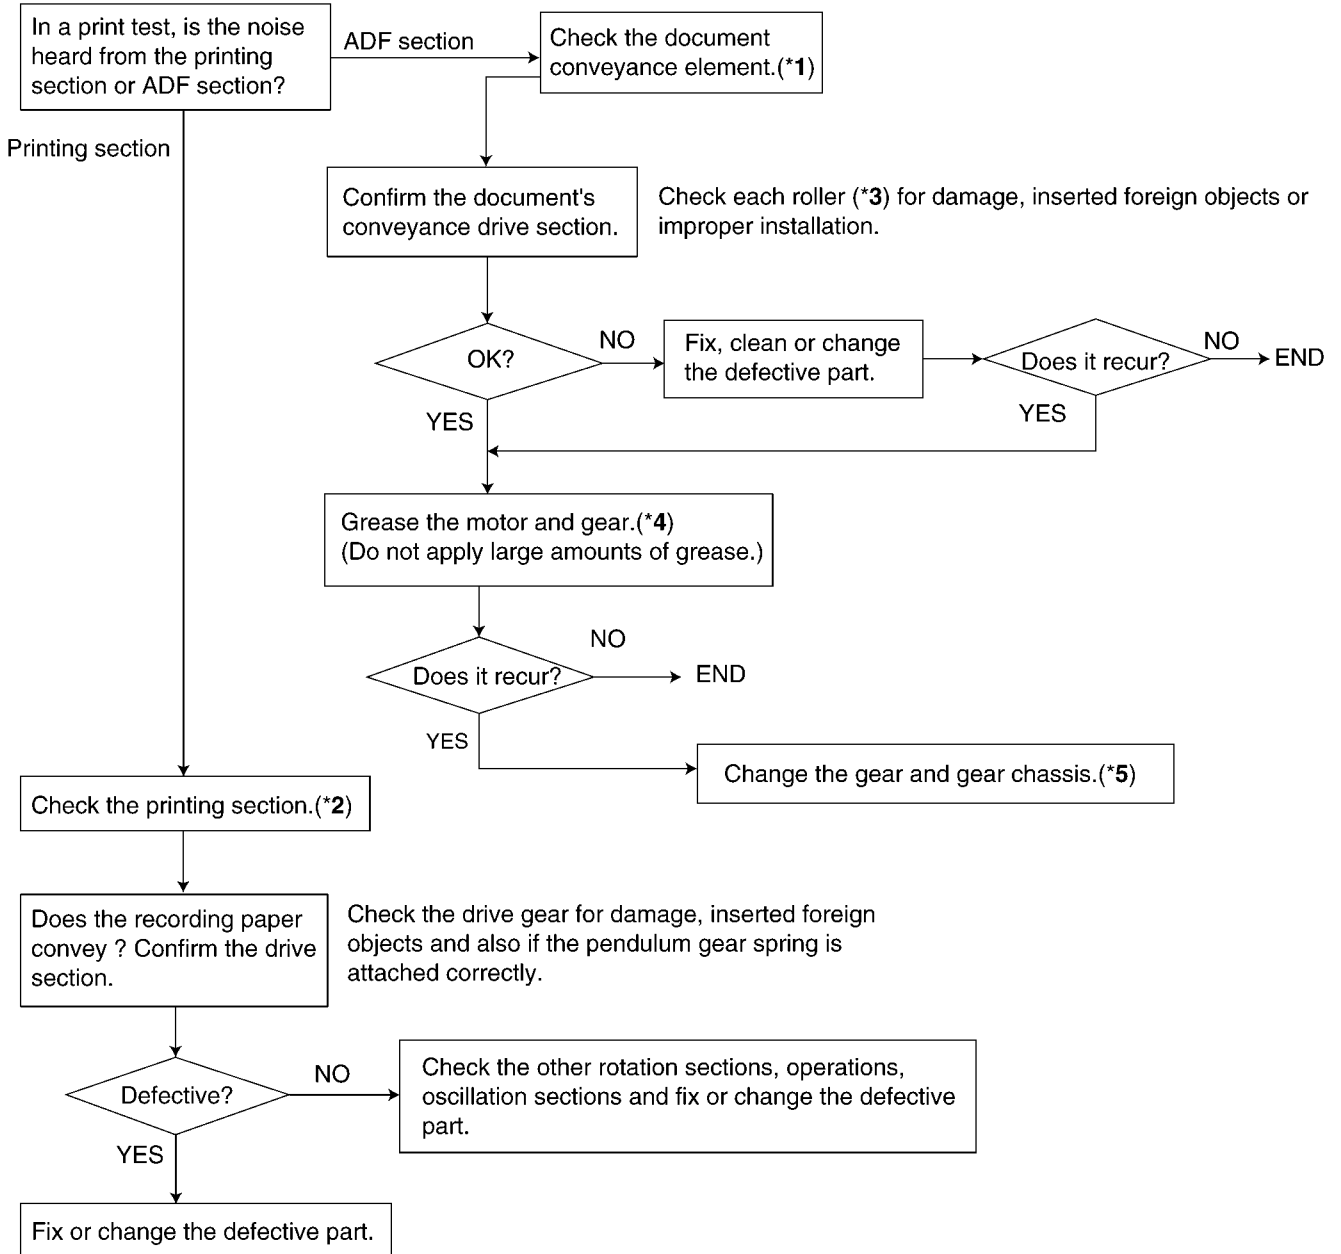 In a print test, is the noise
heard from the printing
section or ADF section?
ADF section
Check the document
conveyance element.(*1)
Printing section
Confirm the document's
conveyance drive section.
Check each roller (*3) for damage, inserted foreign objects or
improper installation.
OK?
NO
Fix, clean or change
the defective part.
Does it recur?
NO
END
YES
YES
Grease the motor and gear.(*4)
(Do not apply large amounts of grease.)
Does it recur?
NO
END
YES
Change the gear and gear chassis.(*5)
Check the printing section.(*2)
Does the recording paper
convey ? Confirm the drive
section.
Check the drive gear for damage, inserted foreign
objects and also if the pendulum gear spring is
attached correctly.
Defective?
NO
Check the other rotation sections, operations,
oscillation sections and fix or change the defective
part.
YES
Fix or change the defective part.